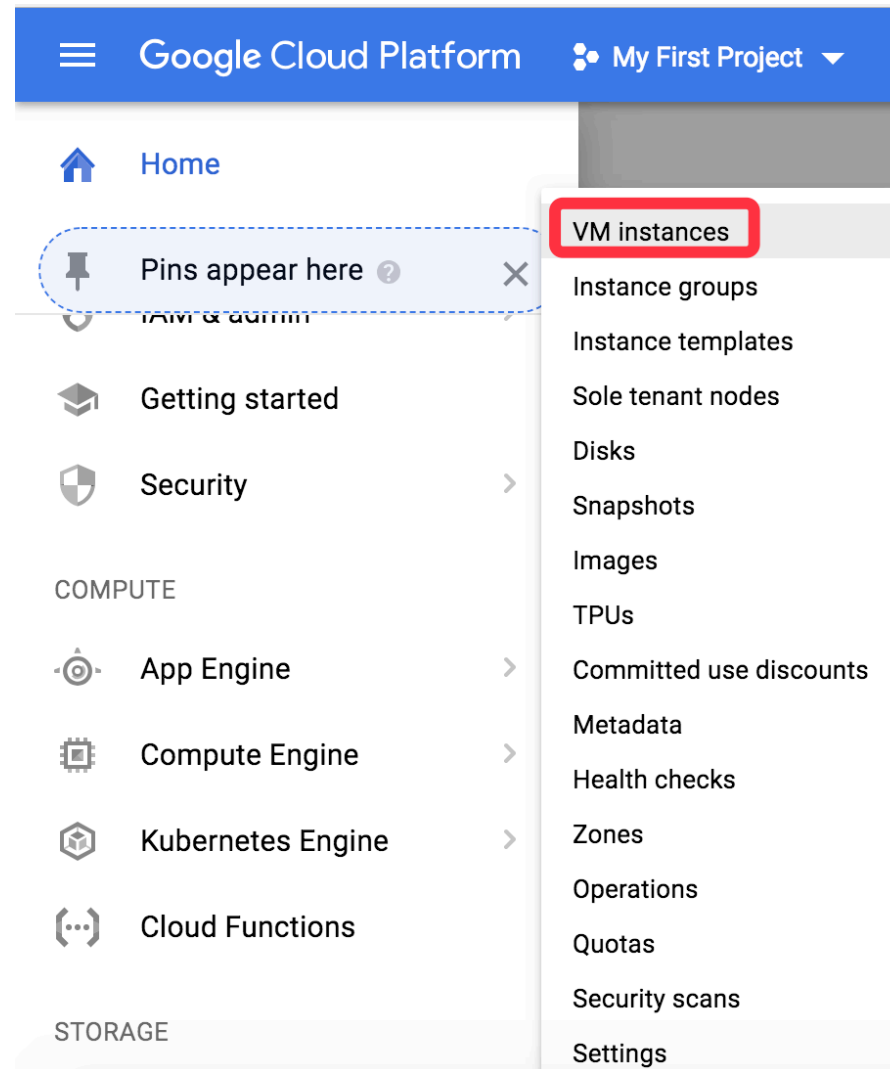 Google Cloud Platform
My First Project
Home
Pins appear here ?
IAM & admin
Getting started
Security
COMPUTE
App Engine
Compute Engine
Kubernetes Engine
Cloud Functions
STORAGE
VM instances
Instance groups
Instance templates
Sole tenant nodes
Disks
Snapshots
Images
TPUs
Committed use discounts
Metadata
Health checks
Zones
Operations
Quotas
Security scans
Settings